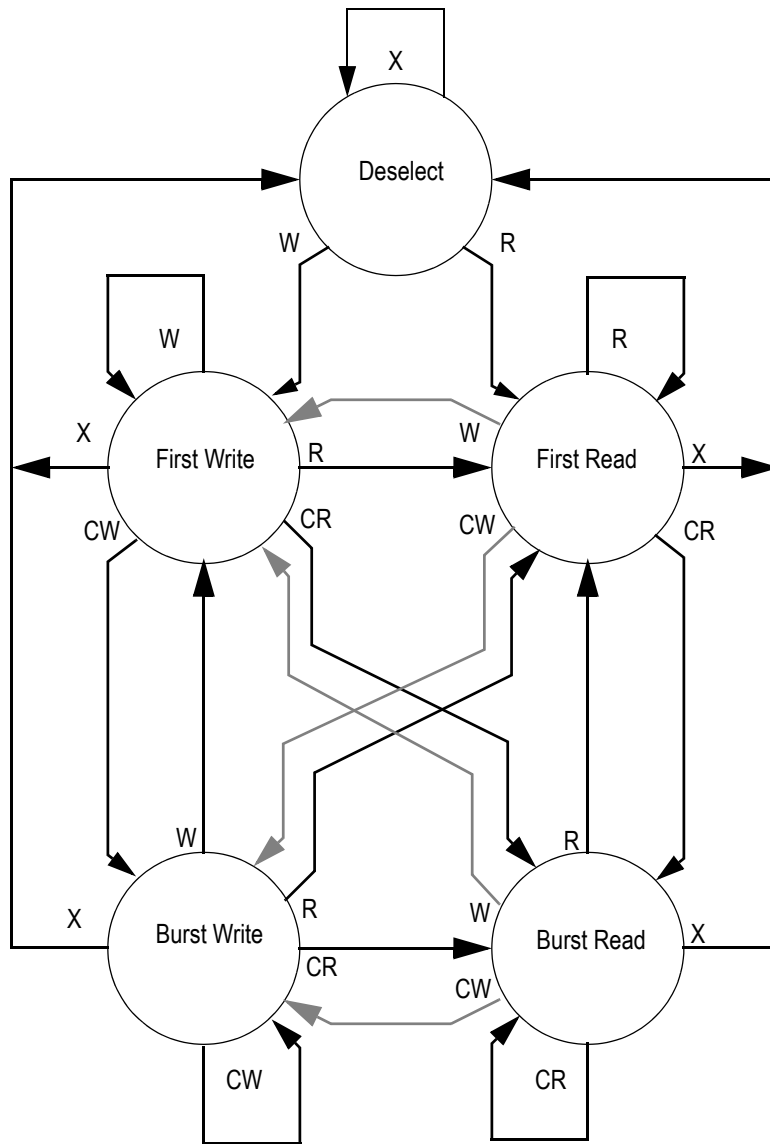 X
Deselect
W
R
W
R
X
W
First Write
R
First Read
X
CW
CR
CW
CR
W
R
X
R
W
X
Burst Write
Burst Read
CR
CW
CW
CR